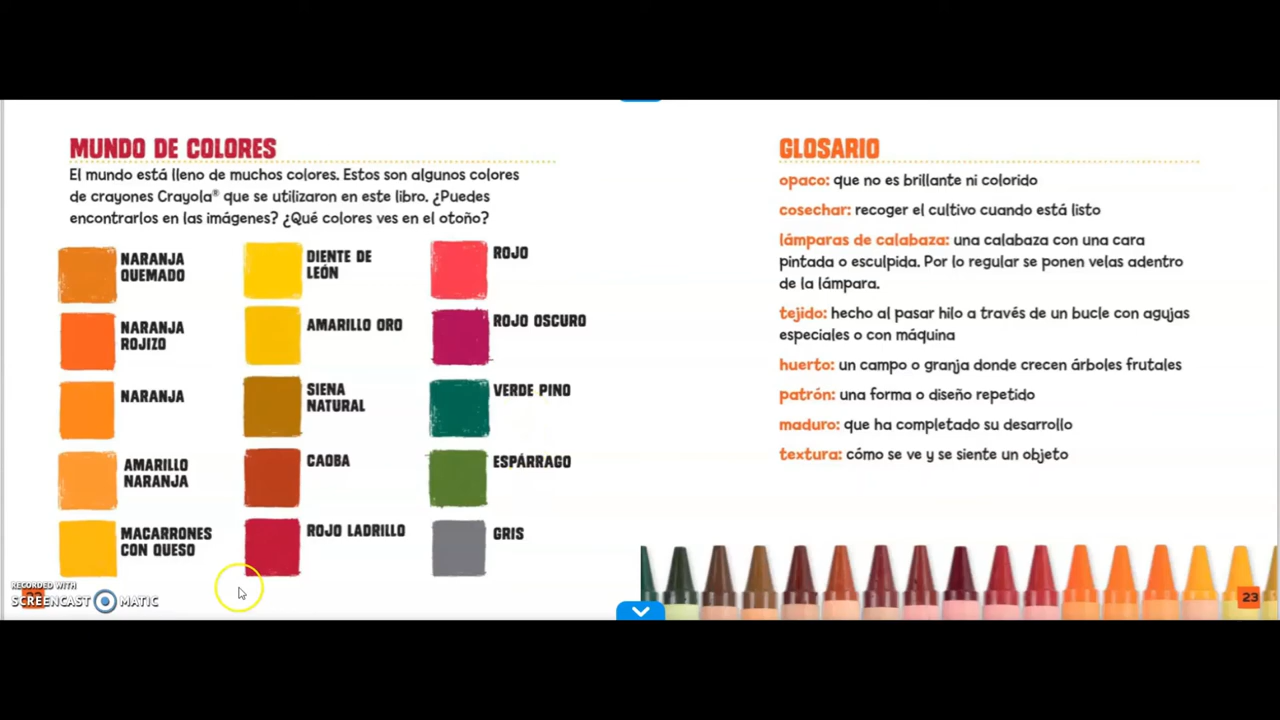 MUNDO DE COLORES
El mundo está lleno de muchos colores. Estos son algunos colores
de crayones Crayola® que se utilizaron en este libro. ¿Puedes
encontrarlos en las imágenes? ¿Qué colores ves en el otoño?
NARANJA
QUEMADO
NARANJA
ROJIZO
NARANJA
AMARILLO
NARANJA
MACARRONES
CON QUESO
DIENTE DE
LEÓN
AMARILLO ORO
SIENA
NATURAL
CAOBA
ROJO LADRILLO
ROJO
ROJO OSCURO
VERDE PINO
ESPÁRRAGO
GRIS
RECORDED WITH
SCREENCAST MATIC
GLOSARIO
opaco: que no es brillante ni colorido
cosechar: recoger el cultivo cuando está listo
lámparas de calabaza: una calabaza con una cara
pintada o esculpida. Por lo regular se ponen velas adentro
de la lámpara.
tejido: hecho al pasar hilo a través de un bucle con agujas
especiales o con máquina
huerto: un campo o granja donde crecen árboles frutales
patrón: una forma o diseño repetido
maduro: que ha completado su desarrollo
textura: cómo se ve y se siente un objeto
23